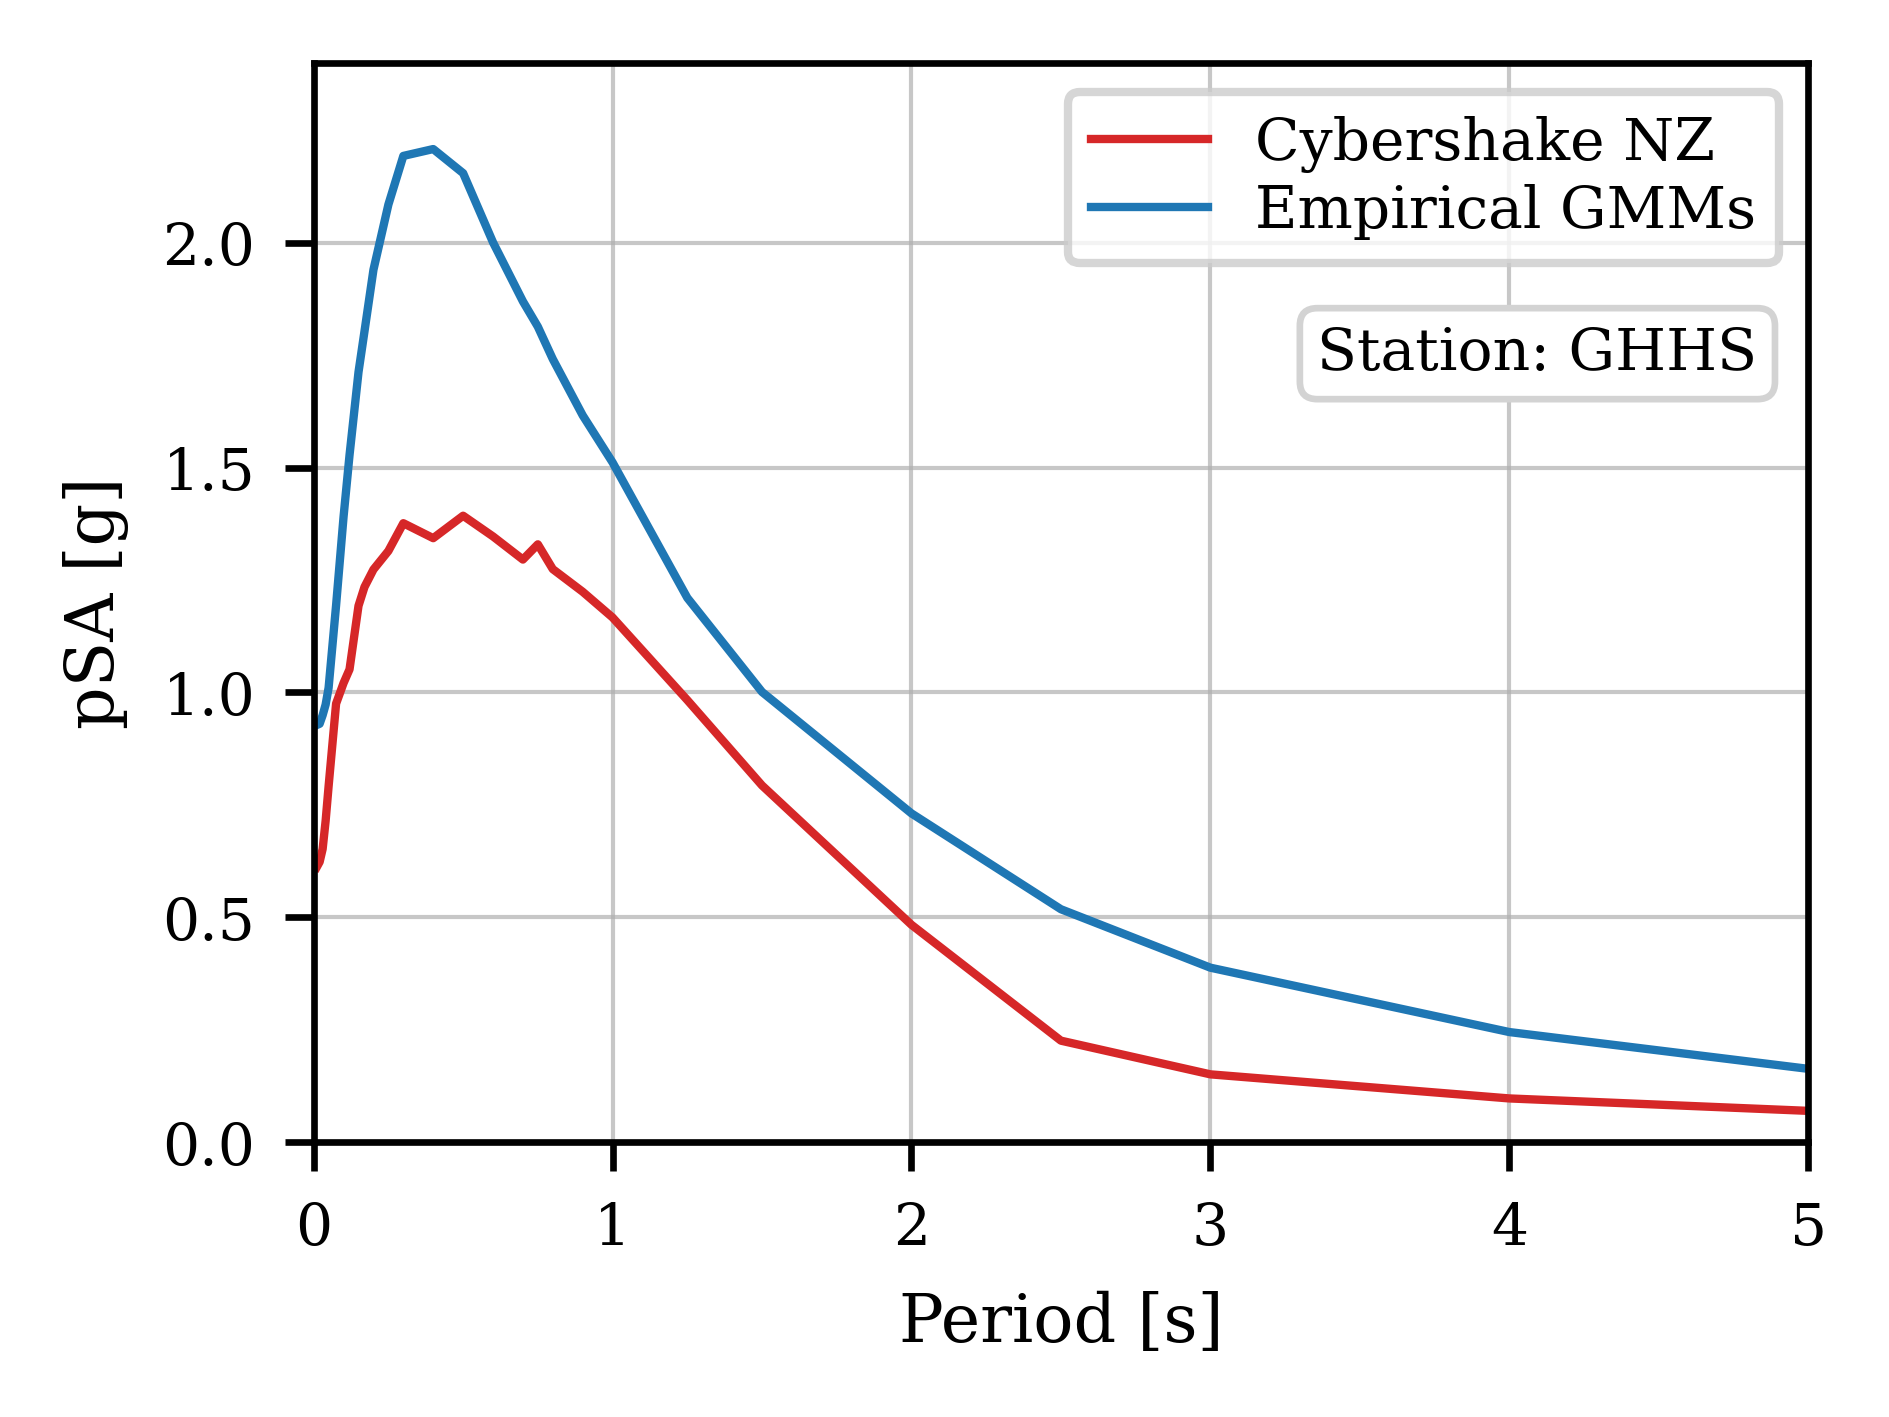 Cybershake NZ
Empirical GMMs
Station: GHHS
pSA [g]
2.0
1.5
1.0
0.5
0.0
0 1 2 3 4 5
Period [s]